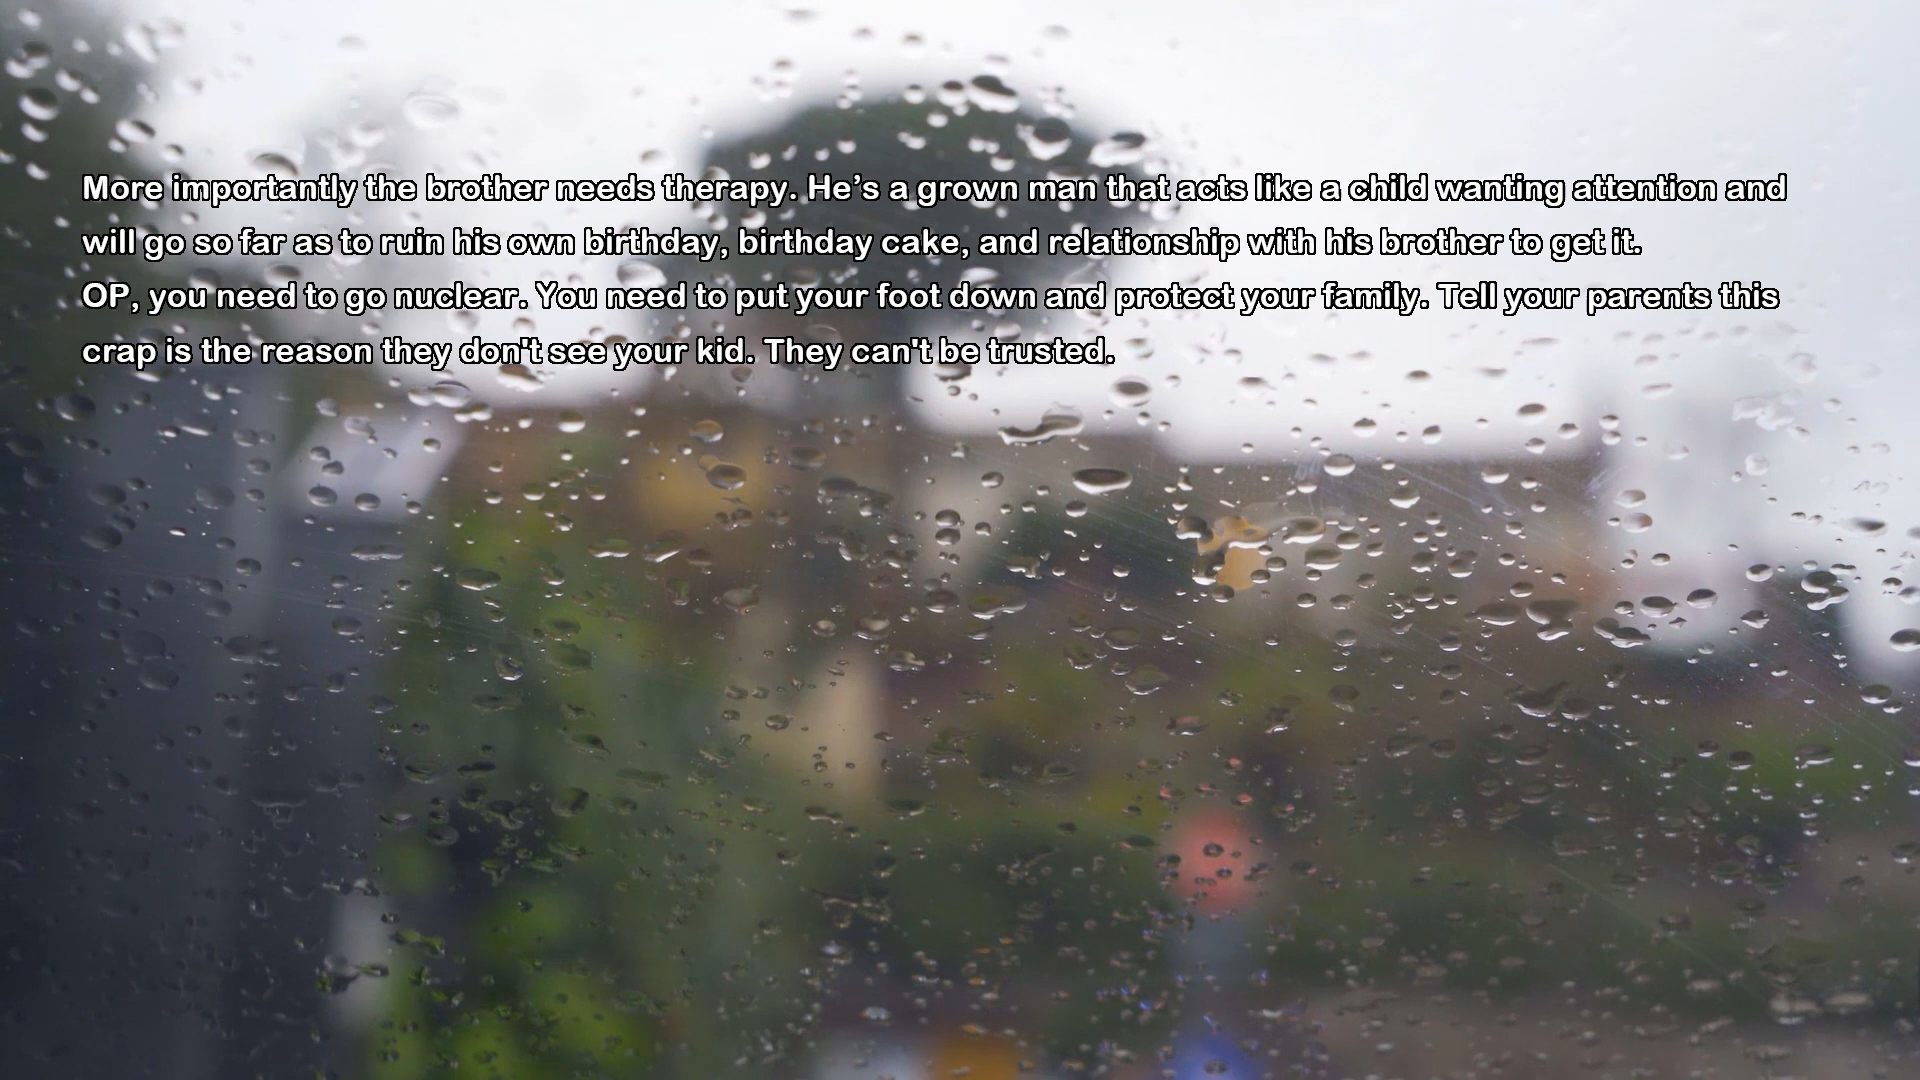 More importantly the brother needs therapy. He’s a grown man that acts like a child wanting attention and
will go so far as to ruin his own birthday, birthday cake, and relationship with his brother to get it.
OP, you need to go nuclear. You need to put your foot down and protect your family. Tell your parents this
crap is the reason they don't see your kid. They can't be trusted.